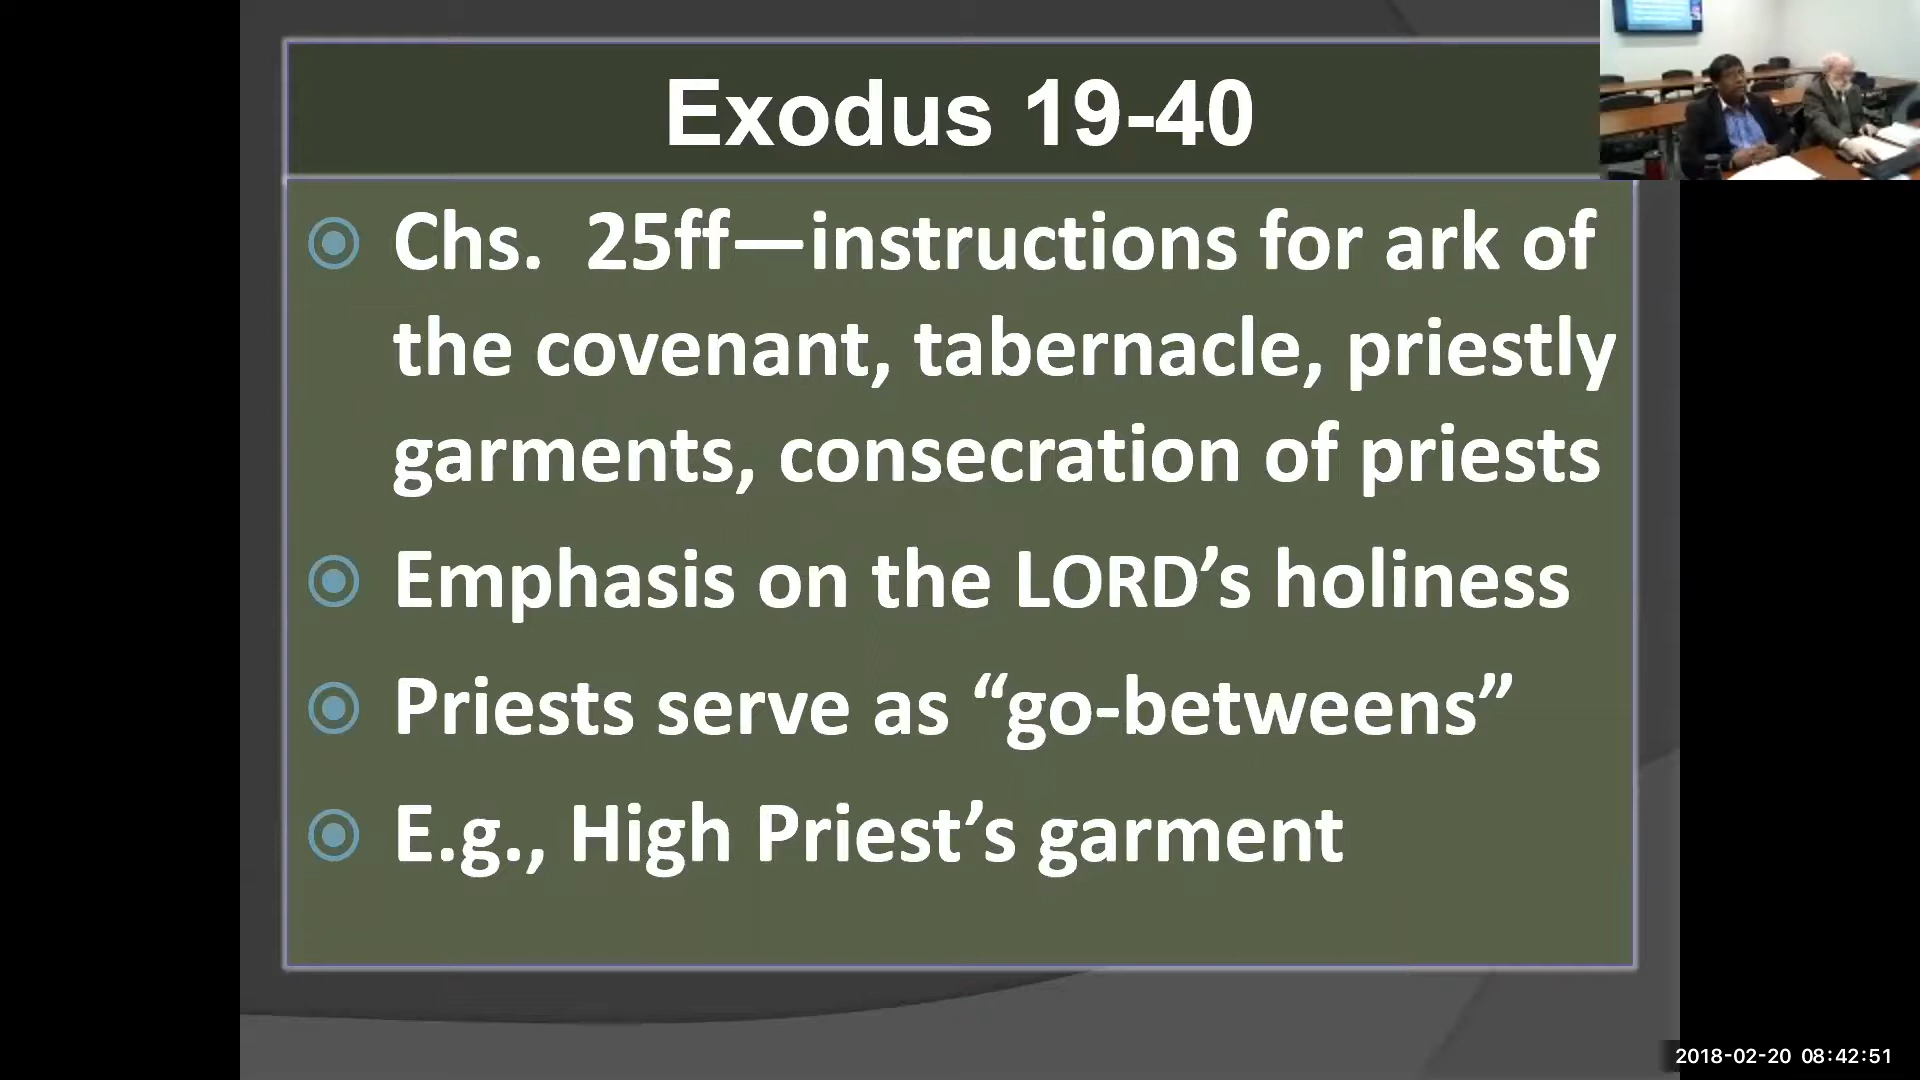 Exodus 19-40
Chs.  25ff—instructions for ark of
the covenant, tabernacle, priestly
garments, consecration of priests
Emphasis on the LORD’s holiness
Priests serve as “go-betweens”
E.g., High Priest’s garment
2018-02-20 08:42:51